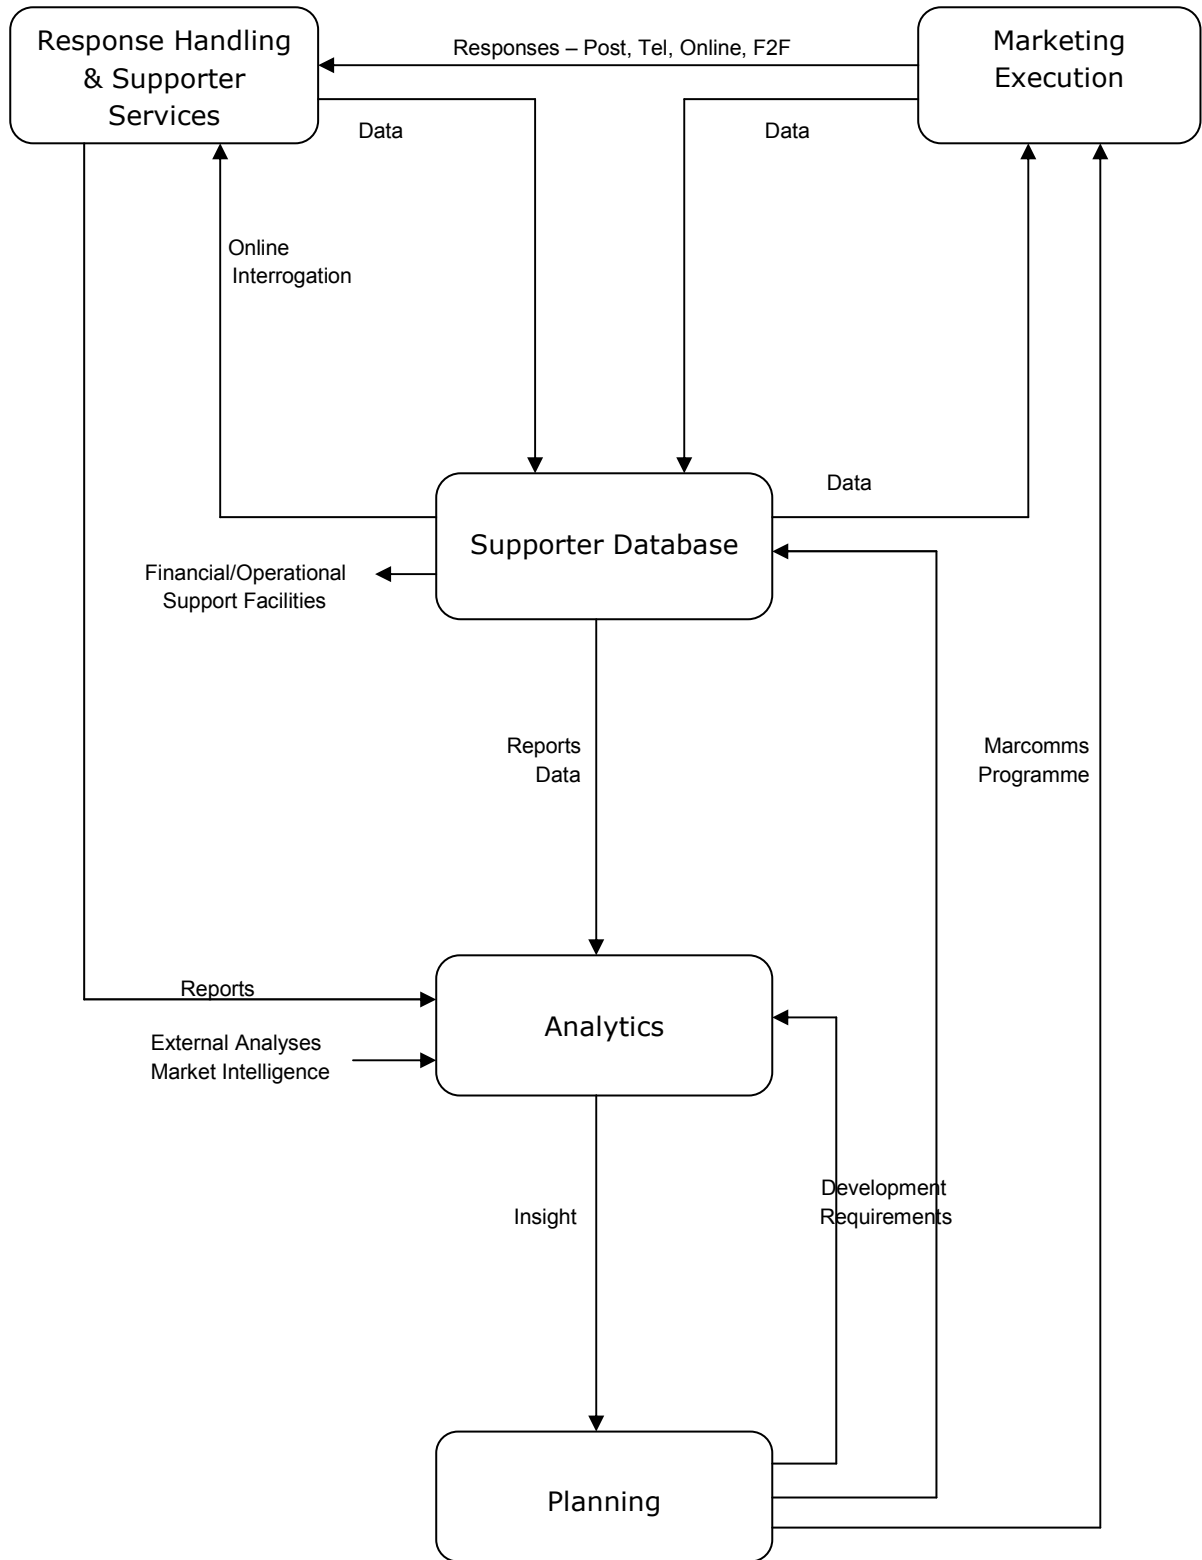 Response Handling
& Supporter
Services
Responses – Post, Tel, Online, F2F
Marketing
Execution
Data
Data
Online
Interrogation
Data
Supporter Database
Financial/Operational
Support Facilities
Reports
Data
Marcomms
Programme
Reports
External Analyses
Market Intelligence
Analytics
Insight
Development
Requirements
Planning